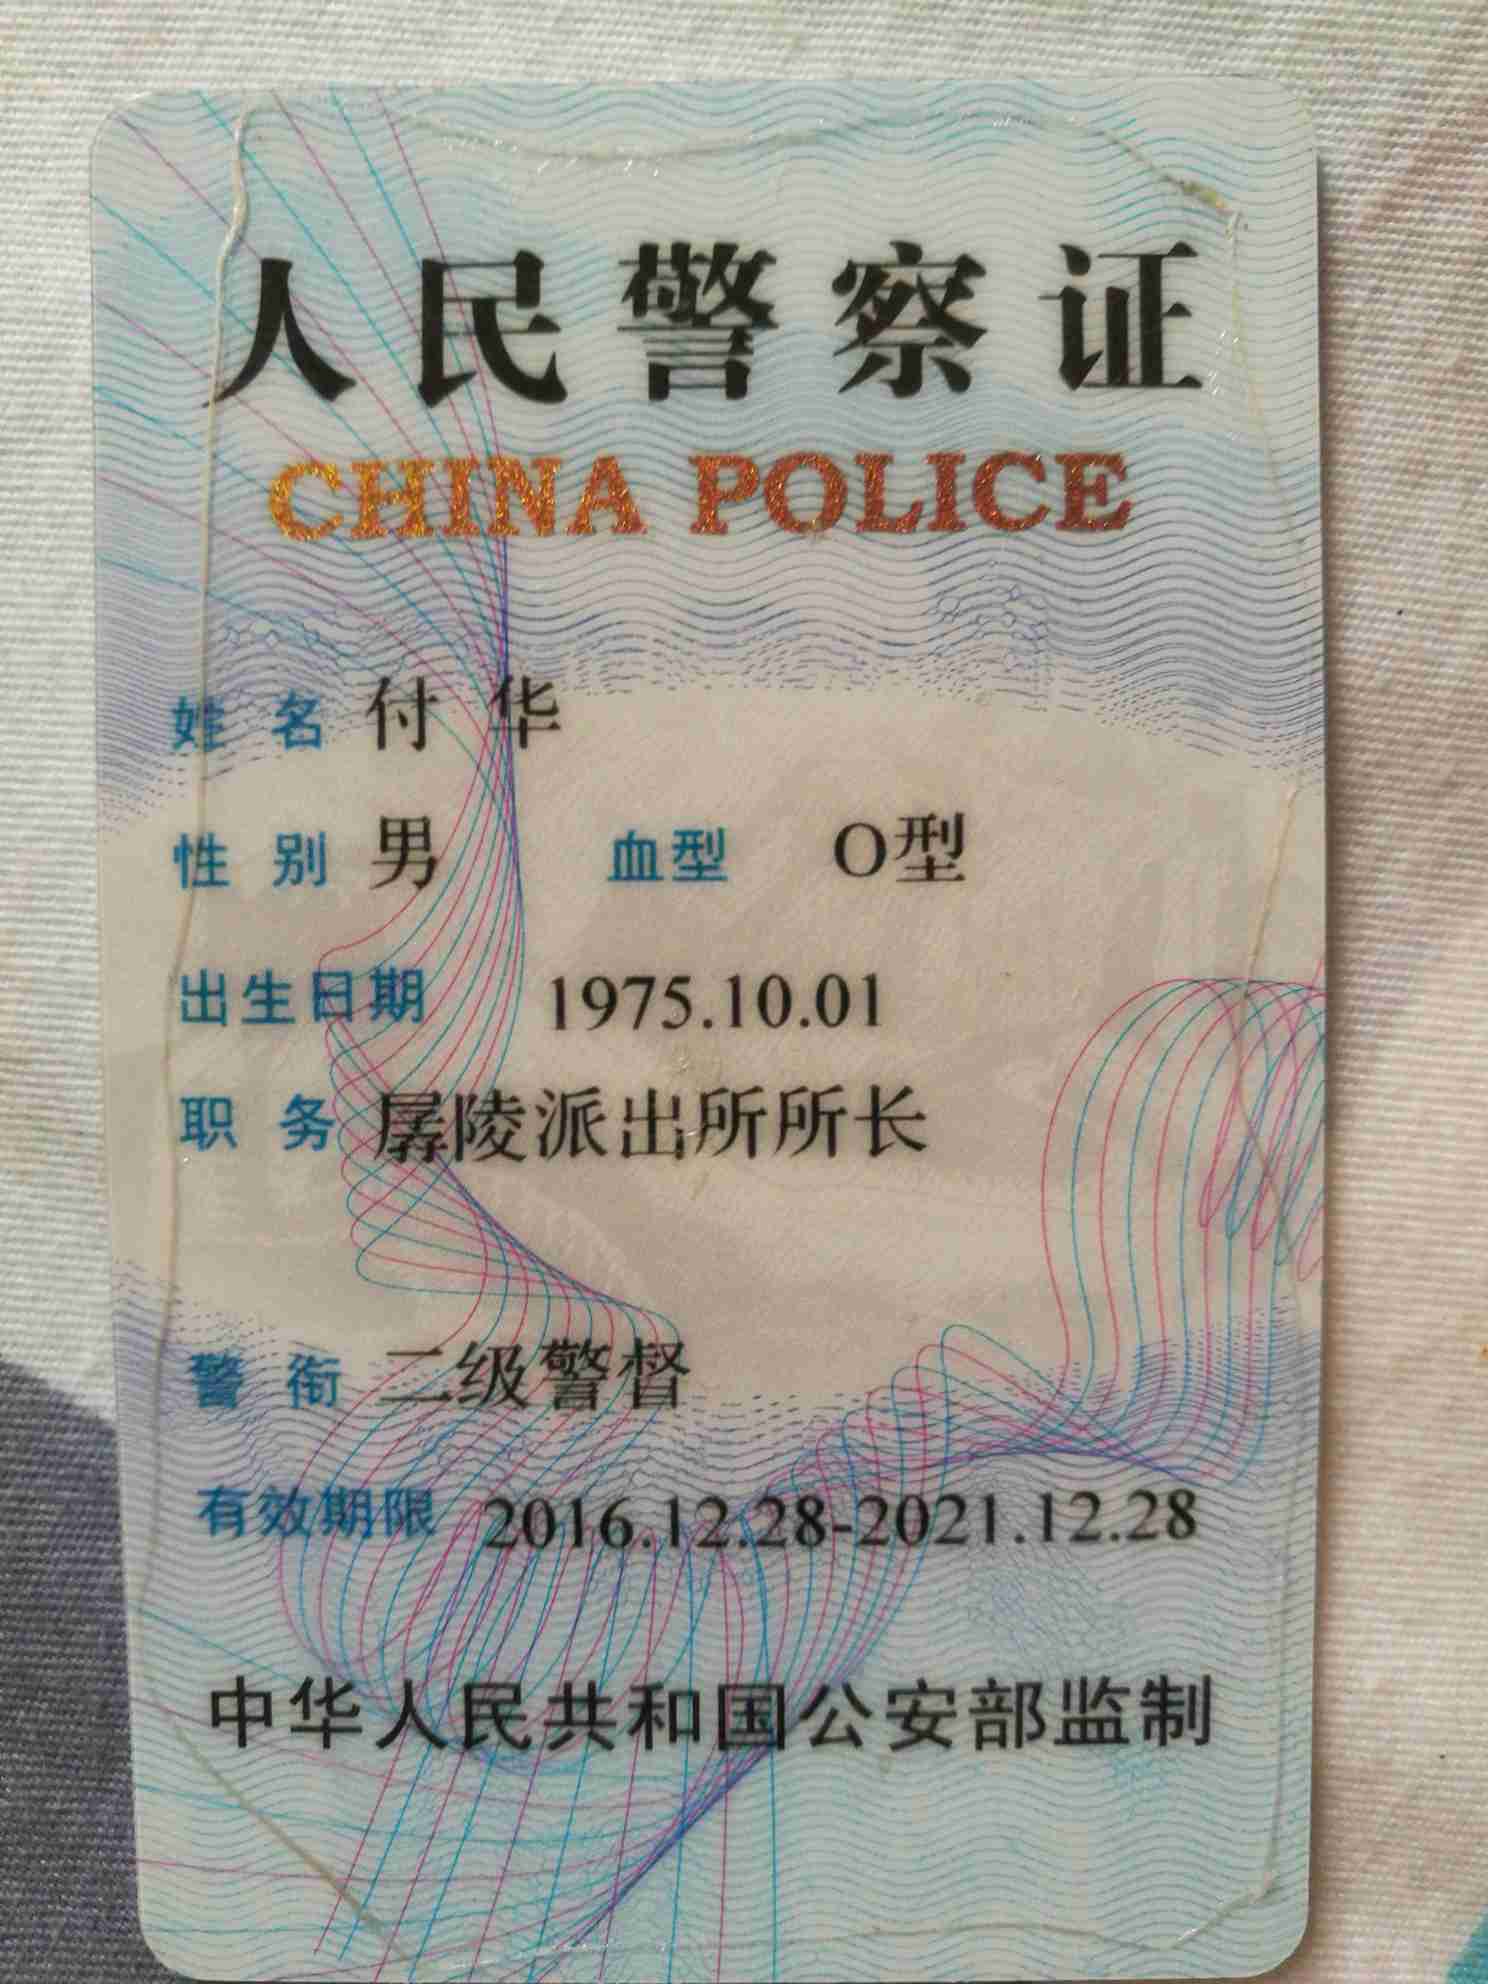 人民警察证
CHINA POLICE
姓 名 付 华
性 别 男 血型 O型
出生日期 1975.10.01
职 务 孱陵派出所所长
警 衔 二级警督
有效期限 2016.12.28-2021.12.28
中华人民共和国公安部监制